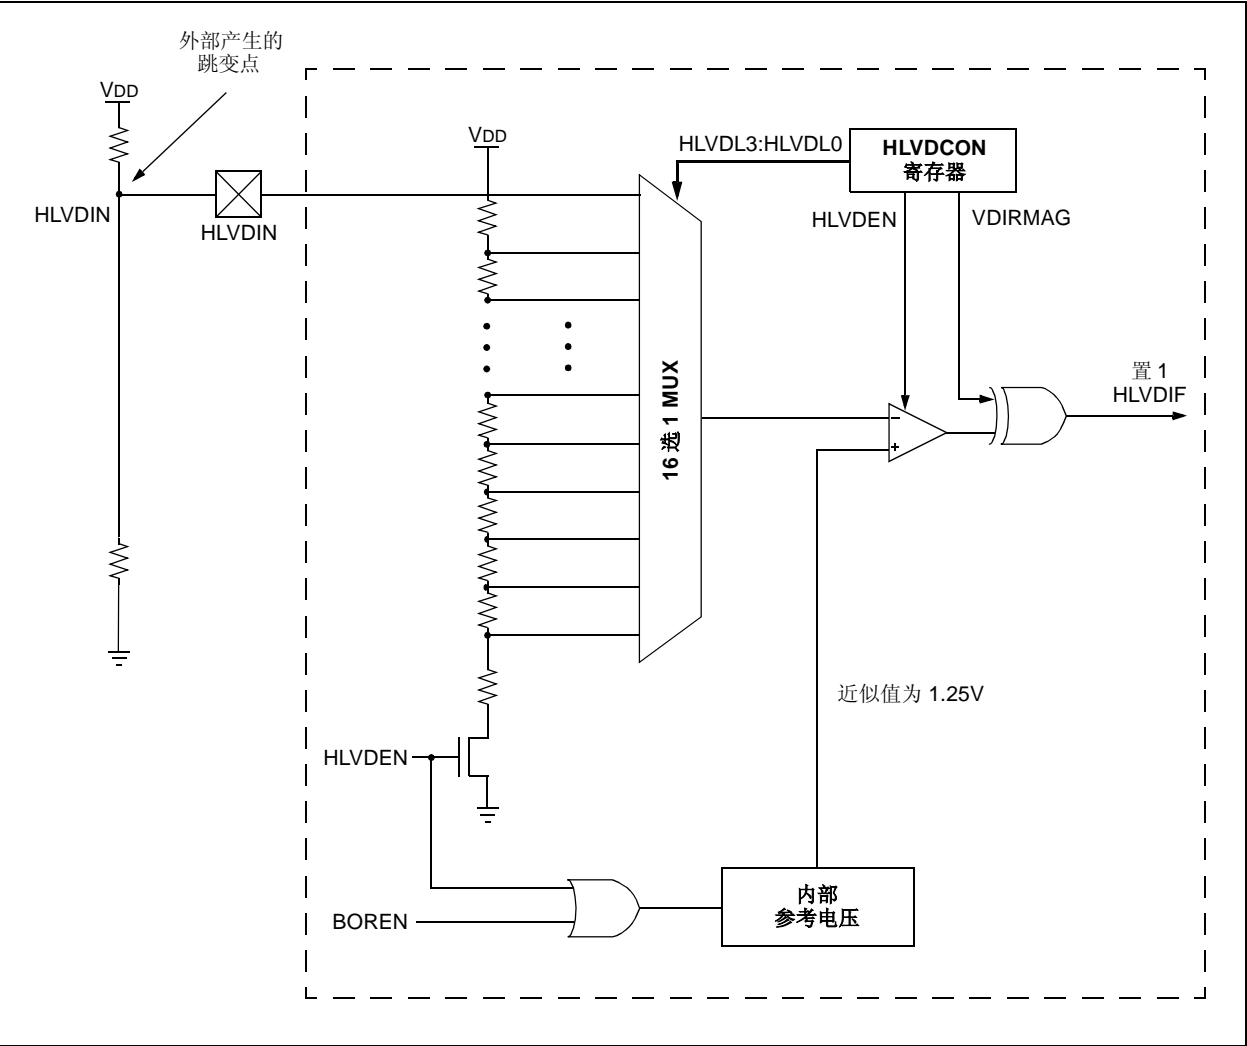 外部产生的
跳变点
VDD
VDD
HLVDL3:HLVDL0
HLVDCON
寄存器
HLVDIN
HLVDIN
HLVDEN
VDIRMAG
16 选 1 MUX
置 1
HLVDIF
–
+
近似值为 1.25V
HLVDEN
内部
参考电压
BOREN